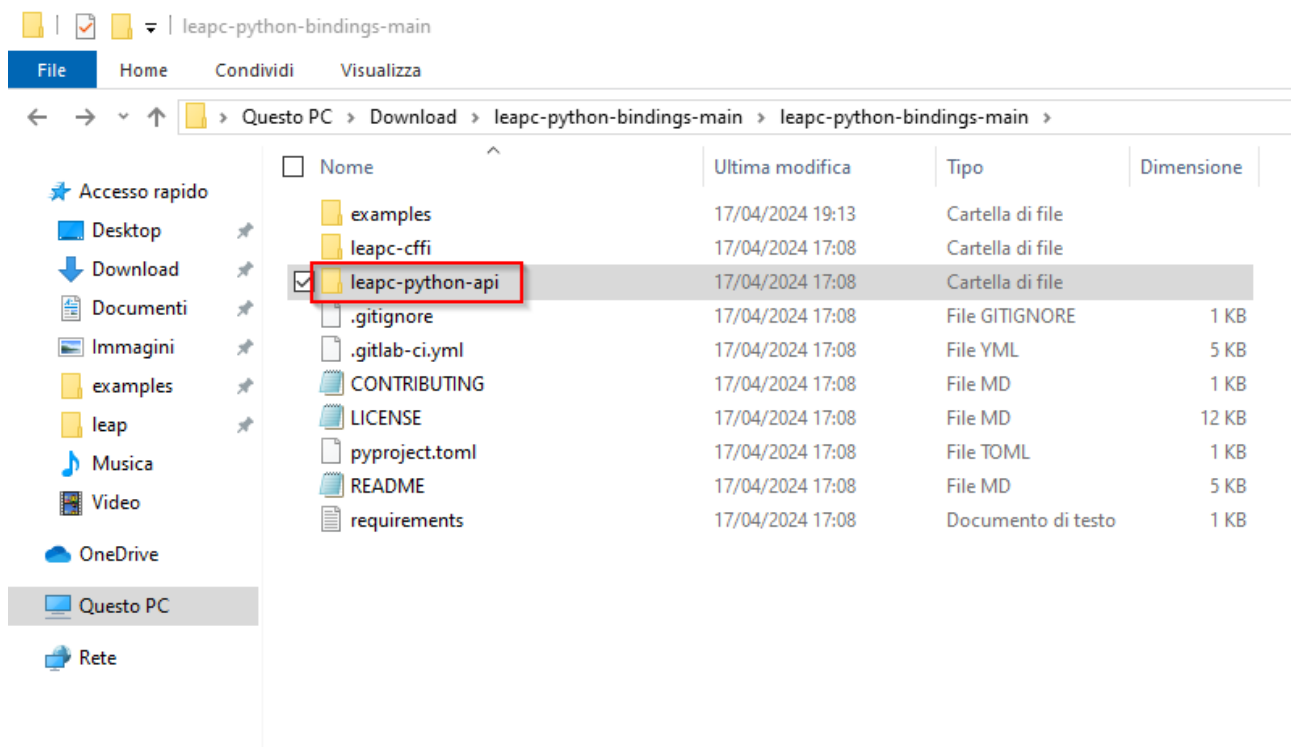 leapc-python-bindings-main
File Home Condividi Visualizza
Questo PC > Download > leapc-python-bindings-main > leapc-python-bindings-main >
Nome Ultima modifica Tipo Dimensione
Accesso rapido
Desktop
Download
Documenti
Immagini
examples
leap
Musica
Video
OneDrive
Questo PC
Rete
examples 17/04/2024 19:13 Cartella di file
leapc-cffi 17/04/2024 17:08 Cartella di file
leapc-python-api 17/04/2024 17:08 Cartella di file
.gitignore 17/04/2024 17:08 File GITIGNORE 1 KB
.gitlab-ci.yml 17/04/2024 17:08 File YML 5 KB
CONTRIBUTING 17/04/2024 17:08 File MD 1 KB
LICENSE 17/04/2024 17:08 File MD 12 KB
pyproject.toml 17/04/2024 17:08 File TOML 1 KB
README 17/04/2024 17:08 File MD 5 KB
requirements 17/04/2024 17:08 Documento di testo 1 KB